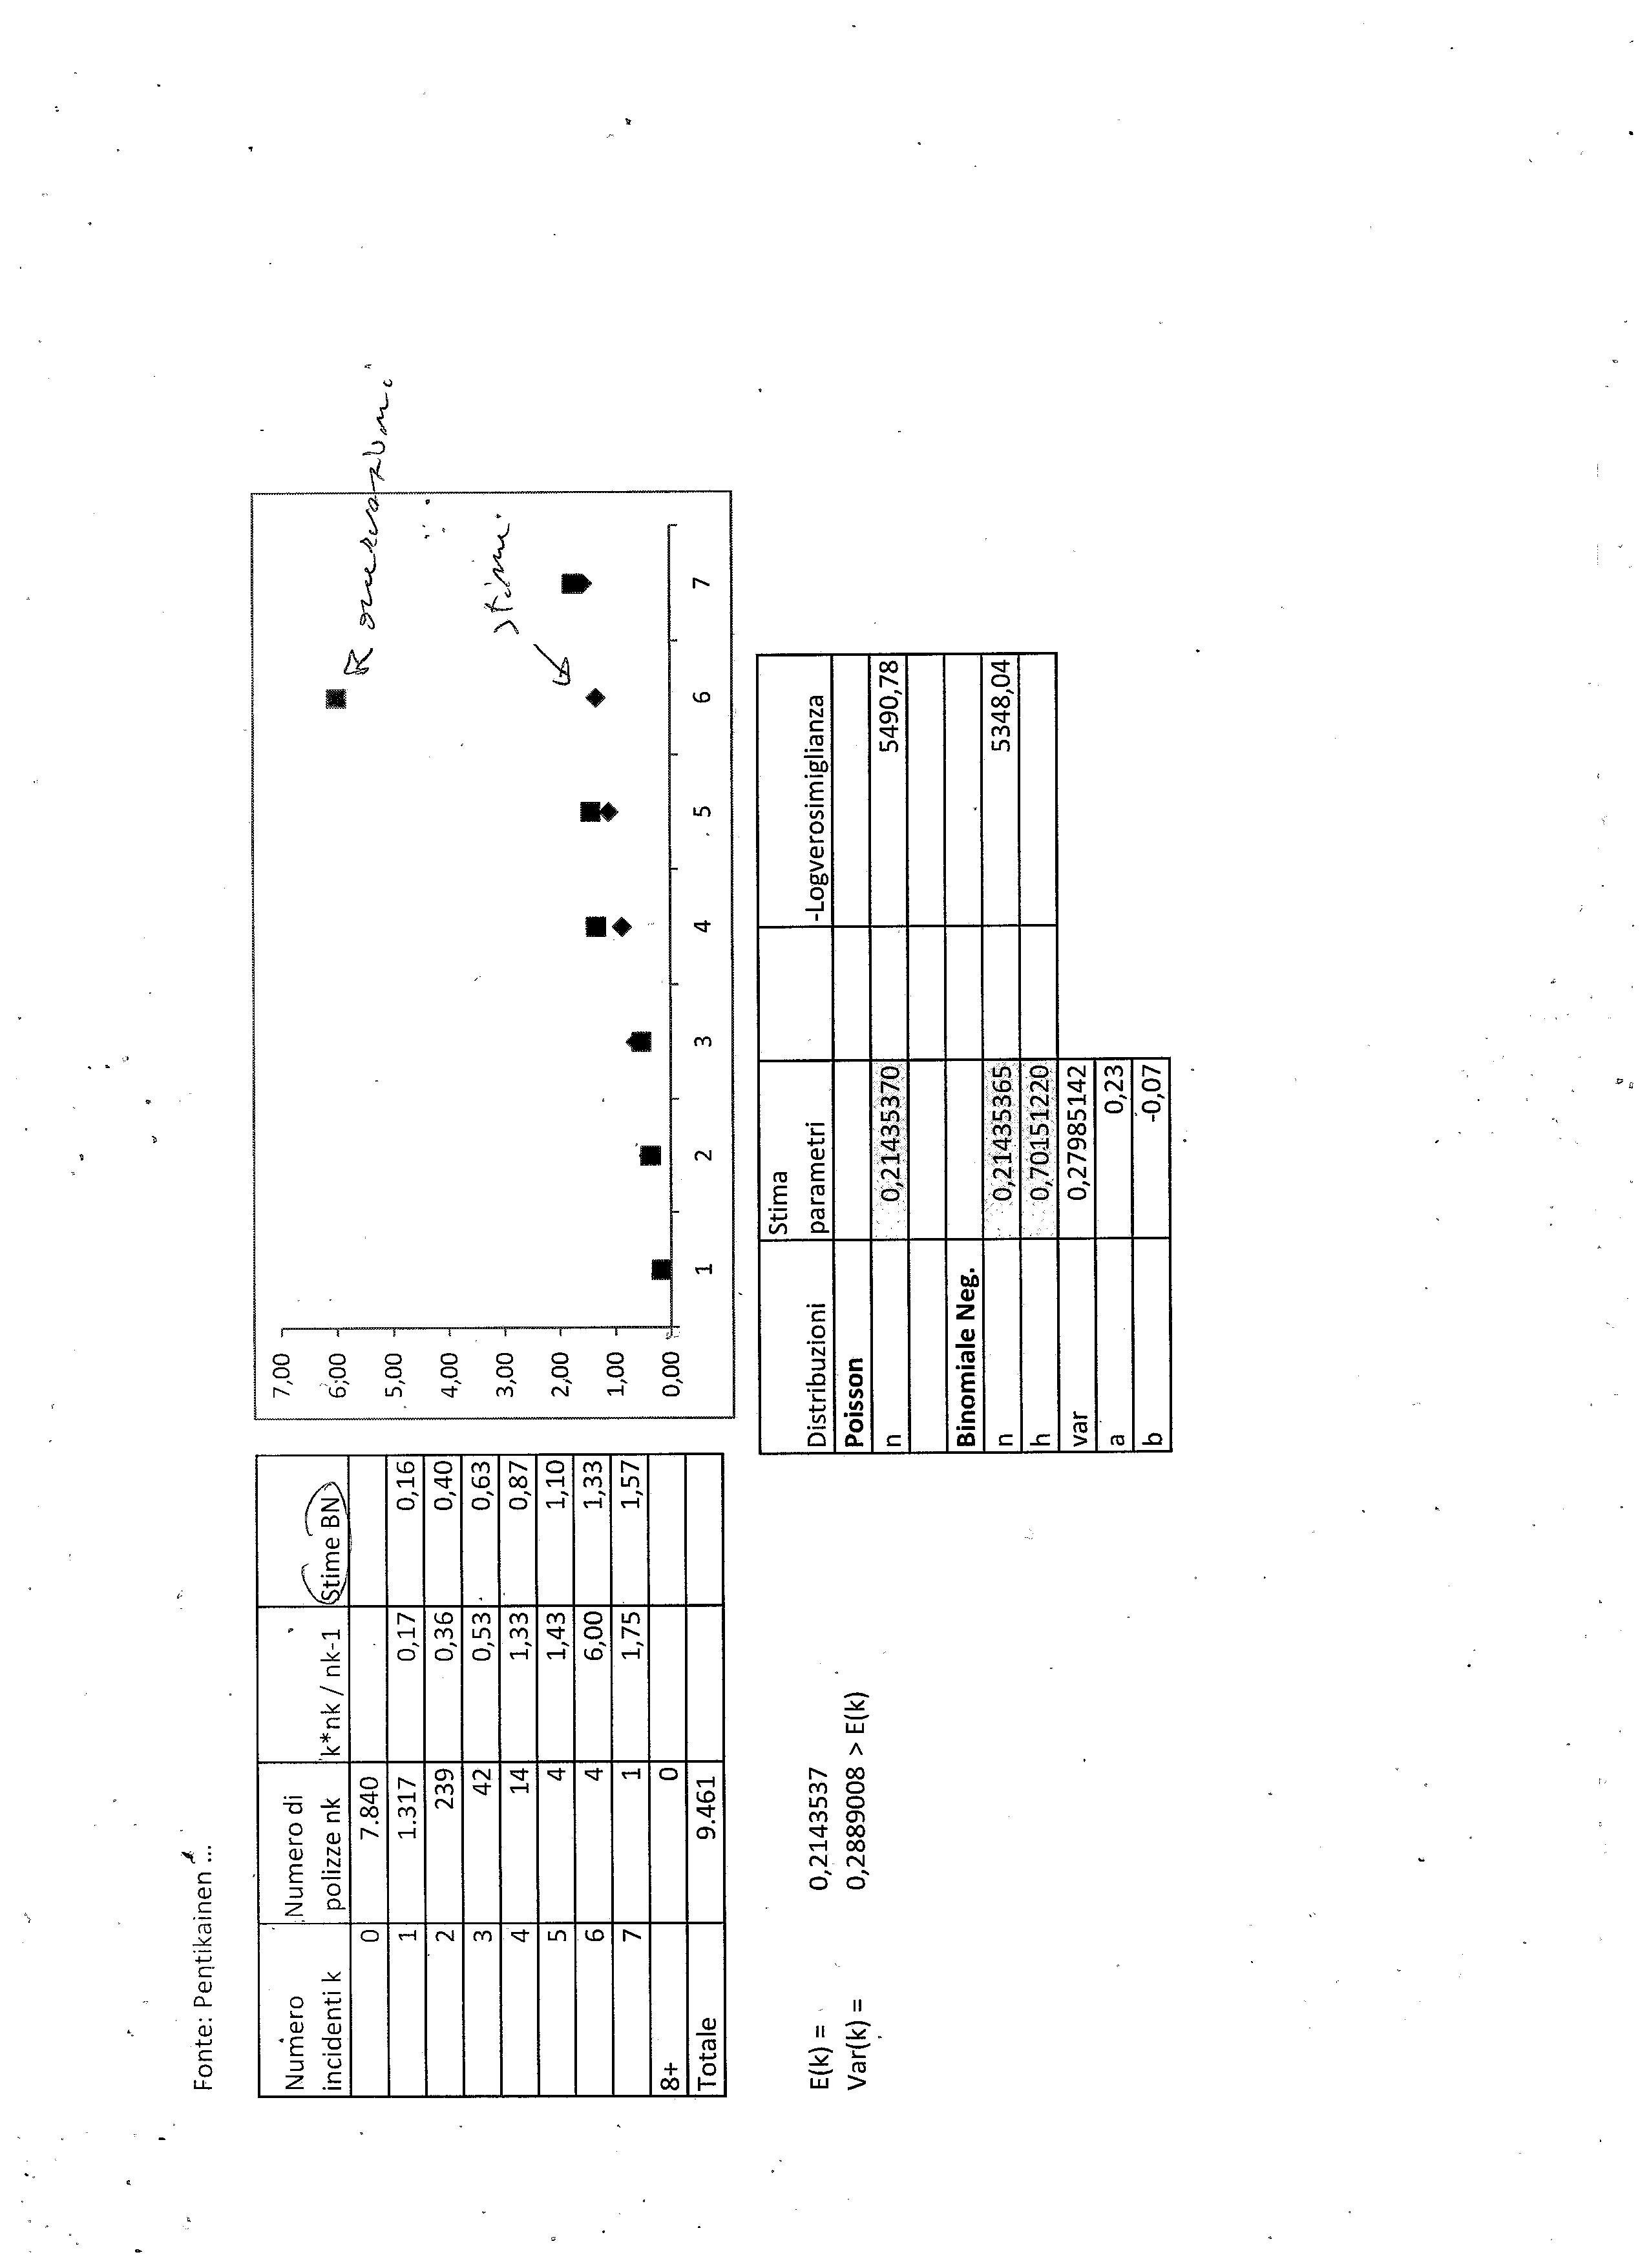 Fonte: Pentikainen ...
Numero incidenti k | Numero di polizze nk | k*nk / nk-1 | Stime BN
0 | 7.840
1 | 1.317 | 0,17 | 0,16
2 | 239 | 0,36 | 0,40
3 | 42 | 0,53 | 0,63
4 | 14 | 1,33 | 0,87
5 | 4 | 1,43 | 1,10
6 | 4 | 6,00 | 1,33
7 | 1 | 1,75 | 1,57
8+ | 0
Totale | 9.461
7,00
6,00
5,00
4,00
3,00
2,00
1,00
0,00
1 2 3 4 5 6 7
osservazioni
stime
E(k) = 0,2143537
Var(k) = 0,2889008 > E(k)
Distribuzioni | Stima parametri | -Logverosimiglianza
Poisson
n | 0,21435370 | 5490,78
Binomiale Neg.
n | 0,21435365 | 5348,04
h | 0,70151220
var | 0,27985142
a | 0,23
b | -0,07